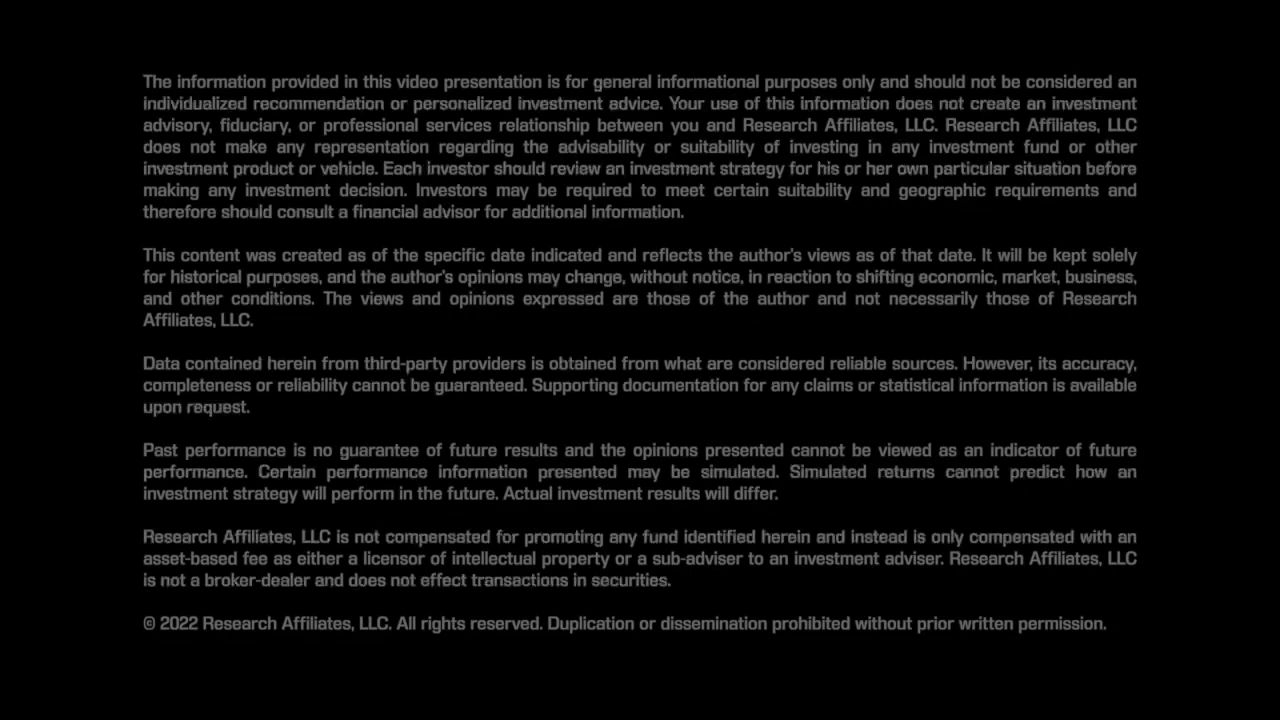 The information provided in this video presentation is for general informational purposes only and should not be considered an
individualized recommendation or personalized investment advice. Your use of this information does not create an investment
advisory, fiduciary, or professional services relationship between you and Research Affiliates, LLC. Research Affiliates, LLC
does not make any representation regarding the advisability or suitability of investing in any investment fund or other
investment product or vehicle. Each investor should review an investment strategy for his or her own particular situation before
making any investment decision. Investors may be required to meet certain suitability and geographic requirements and
therefore should consult a financial advisor for additional information.
This content was created as of the specific date indicated and reflects the author's views as of that date. It will be kept solely
for historical purposes, and the author's opinions may change, without notice, in reaction to shifting economic, market, business,
and other conditions. The views and opinions expressed are those of the author and not necessarily those of Research
Affiliates, LLC.
Data contained herein from third-party providers is obtained from what are considered reliable sources. However, its accuracy,
completeness or reliability cannot be guaranteed. Supporting documentation for any claims or statistical information is available
upon request.
Past performance is no guarantee of future results and the opinions presented cannot be viewed as an indicator of future
performance. Certain performance information presented may be simulated. Simulated returns cannot predict how an
investment strategy will perform in the future. Actual investment results will differ.
Research Affiliates, LLC is not compensated for promoting any fund identified herein and instead is only compensated with an
asset-based fee as either a licensor of intellectual property or a sub-adviser to an investment adviser. Research Affiliates, LLC
is not a broker-dealer and does not effect transactions in securities.
© 2022 Research Affiliates, LLC. All rights reserved. Duplication or dissemination prohibited without prior written permission.